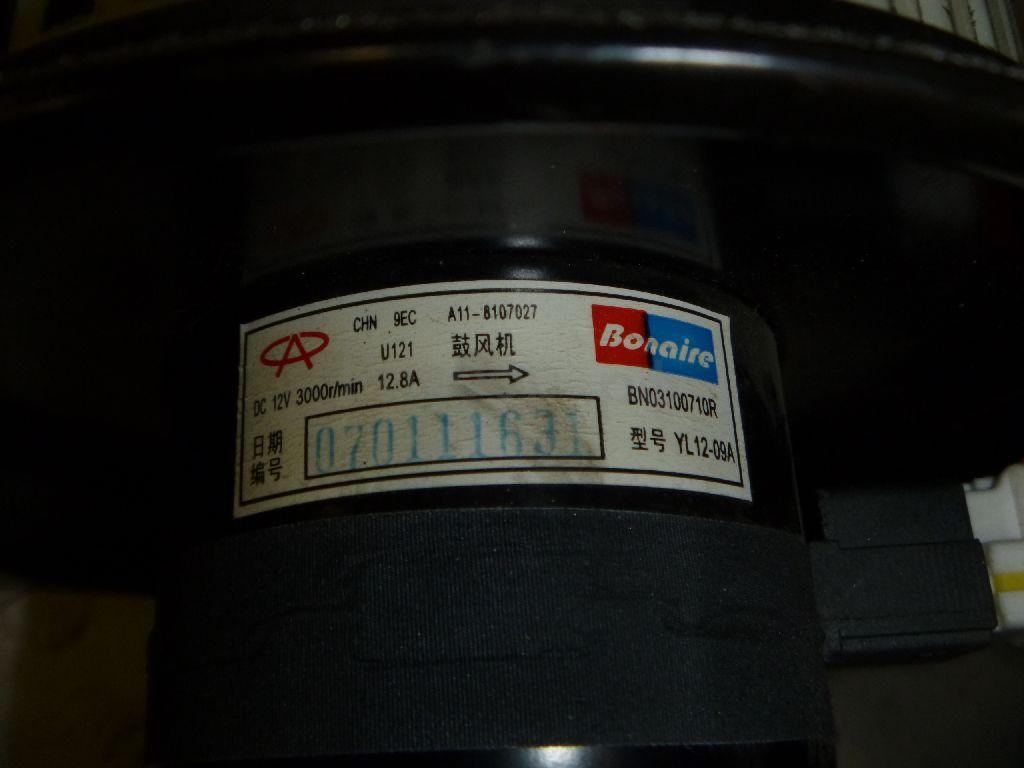 CHN 9EC A11-8107027
U121 鼓风机
DC 12V 3000r/min 12.8A
日期
编号
070111631
Bonaire
BN03100710R
型号 YL12-09A